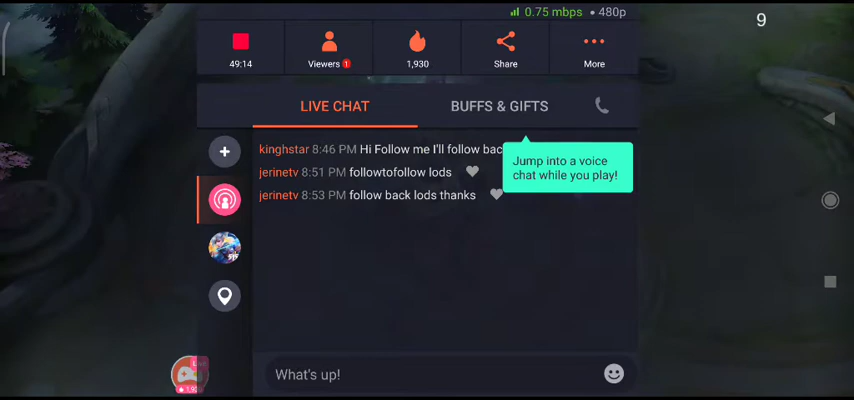 0.75 mbps • 480p
9
49:14
Viewers 1
1,930
Share
More
LIVE CHAT
BUFFS & GIFTS
kinghstar 8:46 PM Hi Follow me I'll follow bac
Jump into a voice
chat while you play!
jerinetv 8:51 PM followtofollow lods
jerinetv 8:53 PM follow back lods thanks
What's up!